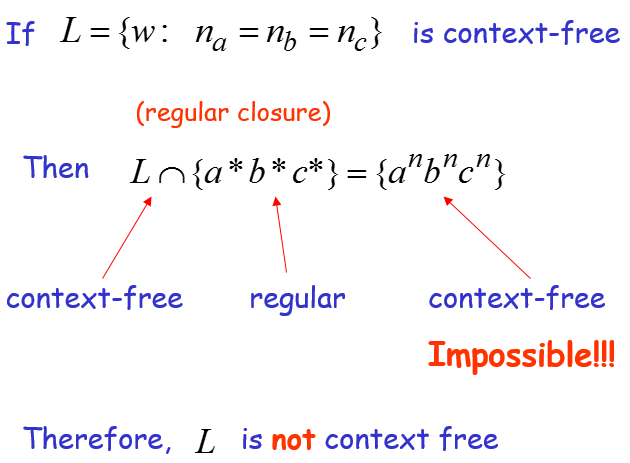 If L = {w : n_a = n_b = n_c} is context-free
(regular closure)
Then L ∩ {a * b * c*} = {a^n b^n c^n}
context-free regular context-free
Impossible!!!
Therefore, L is not context free